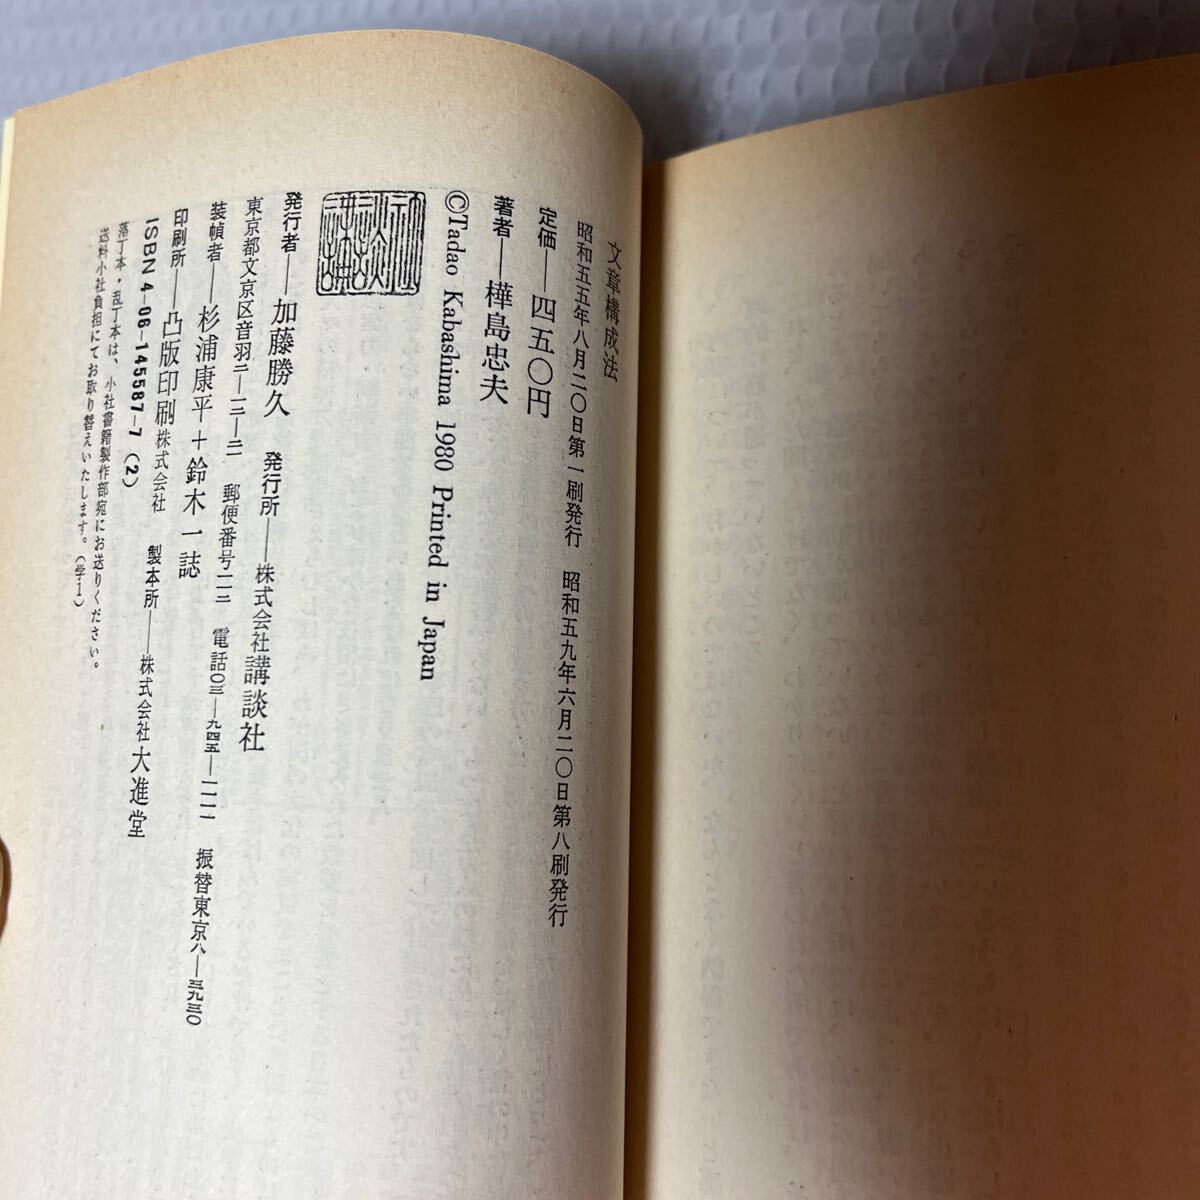 文章構成法
昭和五五年八月二〇日第一刷発行　昭和五九年六月二〇日第八刷発行
定価——四五〇円
著者——樺島忠夫
©Tadao Kabashima 1980 Printed in Japan
発行者——加藤勝久　発行所——株式会社講談社
東京都文京区音羽二—一二—二一　郵便番号一一二　電話〇三—九四五—一一一一　振替東京八—三九三〇
装幀者——杉浦康平＋鈴木一誌
印刷所——凸版印刷株式会社　製本所——株式会社大進堂
ISBN4-06-145587-7 (2)
落丁本・乱丁本は、小社書籍製作部宛にお送りください。
送料小社負担にてお取り替えいたします。（学1）